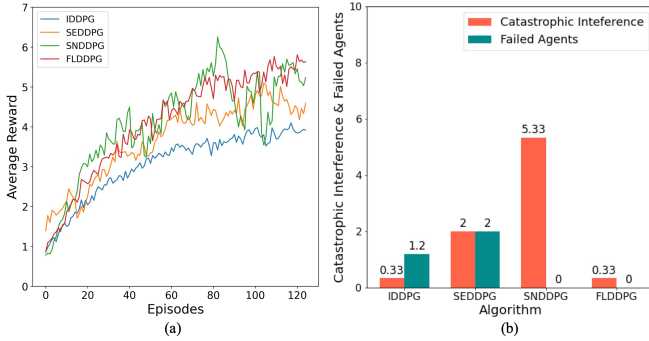 IDDPG
SEDDPG
SNDDPG
FLDDPG
7
6
5
4
3
2
1
0
Average Reward
0 20 40 60 80 100 120
Episodes
(a)
Catastrophic Inteference
Failed Agents
10
8
6
4
2
0
Catastrophic Interference & Failed Agents
0.33 1.2 2 2 5.33 0 0.33 0
IDDPG SEDDPG SNDDPG FLDDPG
Algorithm
(b)